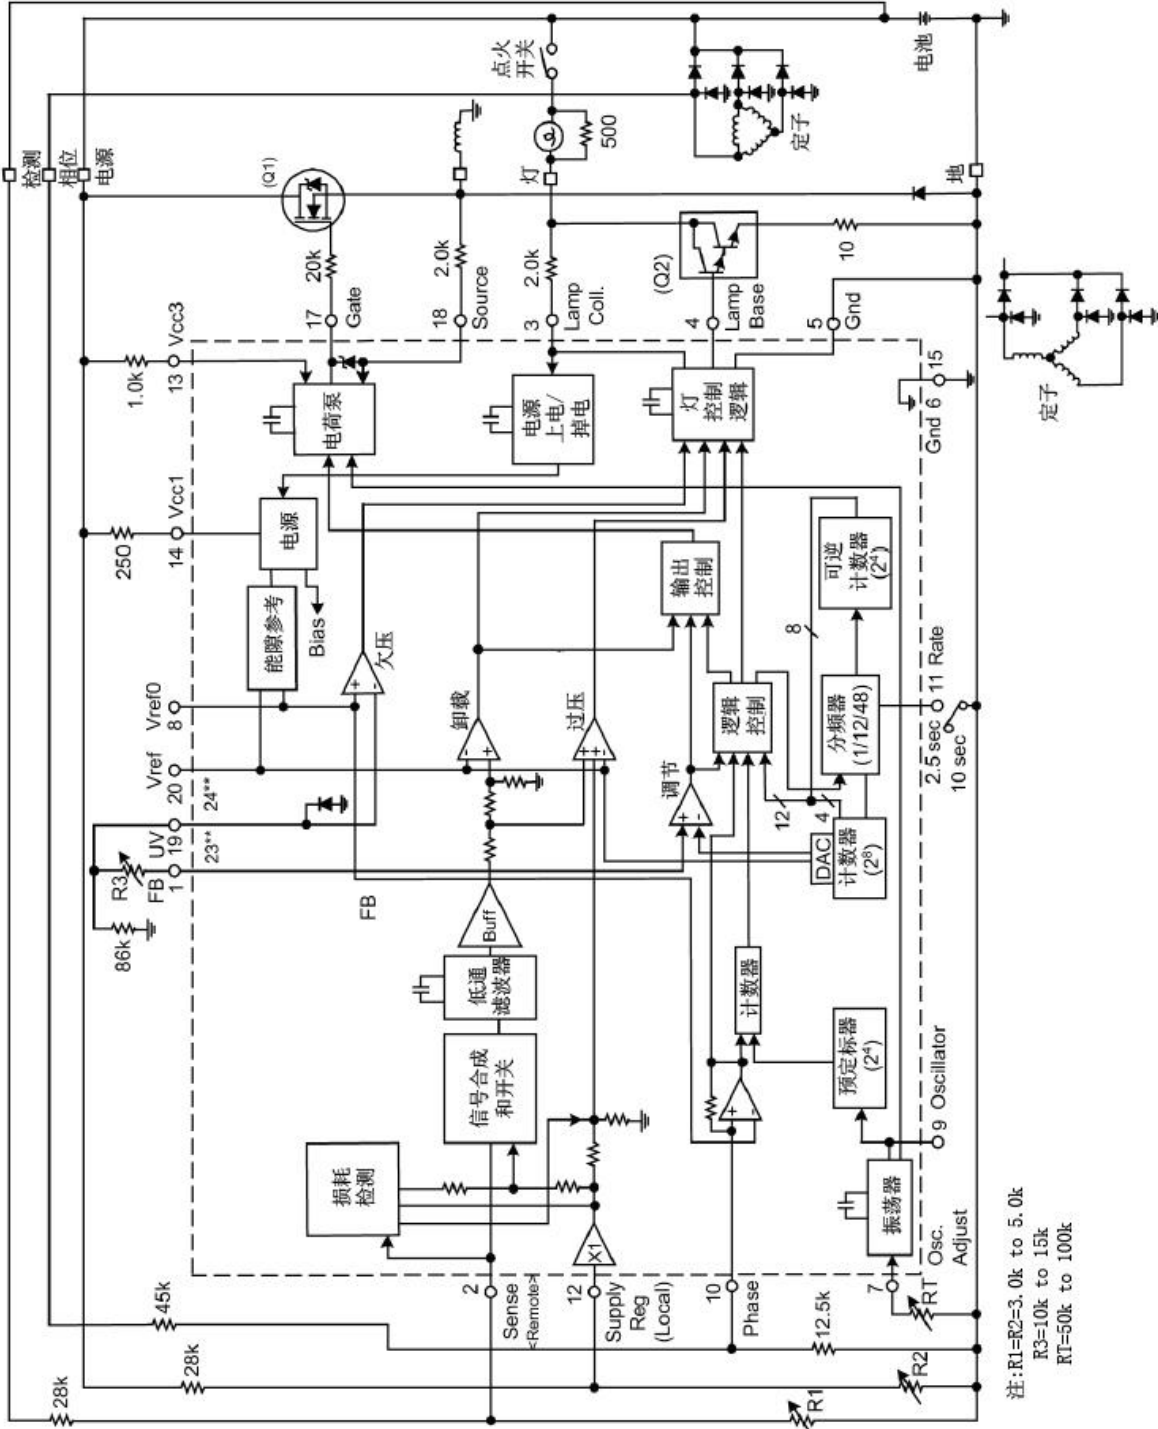 检测
相位
电源
(Q1)
灯
500
点火
开关
电池
定子
地
20k
2.0k
2.0k
(Q2)
10
1.0k
13 Vcc3
17 Gate
18 Source
3 Lamp
Coll.
4 Lamp
Base
5 Gnd
Gnd 6 15
定子
电荷泵
电源
上电/
掉电
灯
控制
逻辑
250
14 Vcc1
电源
能隙参考
Bias
欠压
输出
控制
可逆
计数器
(2⁴)
8
8 Vref0
20 Vref
24**
19 UV
23**
1 FB
R3
86k
FB
卸载
过压
调节
逻辑
控制
分频器
(1/12/48)
11 Rate
2.5 sec
10 sec
12
4
DAC
计数器
(2⁸)
Buff
低通
滤波器
信号合成
和开关
计数器
预定标器
(2⁴)
9 Oscillator
损耗
检测
X1
振荡器
Osc.
Adjust
2
Sense
<Remote>
12
Supply
Reg
(Local)
10
Phase
7
RT
45k
28k
28k
12.5k
R2
R1
注:R1=R2=3.0k to 5.0k
R3=10k to 15k
RT=50k to 100k